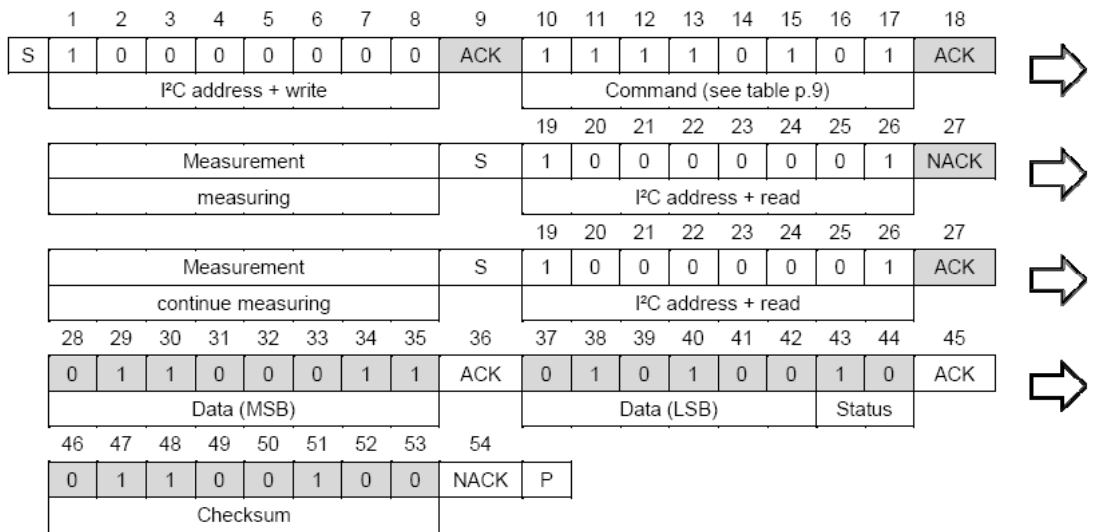 1 2 3 4 5 6 7 8 9 10 11 12 13 14 15 16 17 18
S 1 0 0 0 0 0 0 0 ACK 1 1 1 1 0 1 0 1 ACK
I²C address + write Command (see table p.9)
19 20 21 22 23 24 25 26 27
Measurement S 1 0 0 0 0 0 0 1 NACK
measuring I²C address + read
19 20 21 22 23 24 25 26 27
Measurement S 1 0 0 0 0 0 0 1 ACK
continue measuring I²C address + read
28 29 30 31 32 33 34 35 36 37 38 39 40 41 42 43 44 45
0 1 1 0 0 0 1 1 ACK 0 1 0 1 0 0 1 0 ACK
Data (MSB) Data (LSB) Status
46 47 48 49 50 51 52 53 54
0 1 1 0 0 1 0 0 NACK P
Checksum